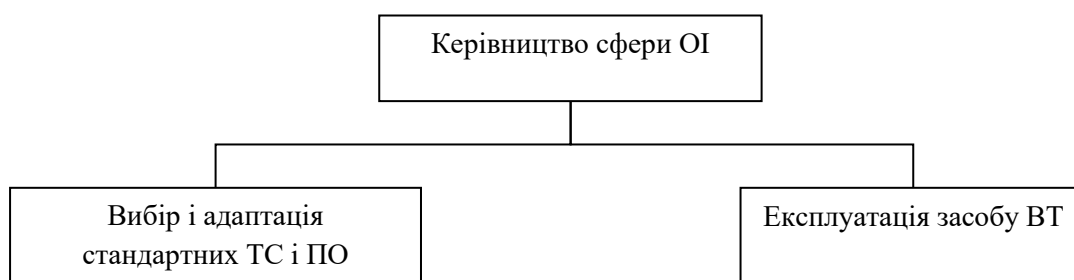 Керівництво сфери ОІ
Вибір і адаптація
стандартних ТС і ПО
Експлуатація засобу ВТ